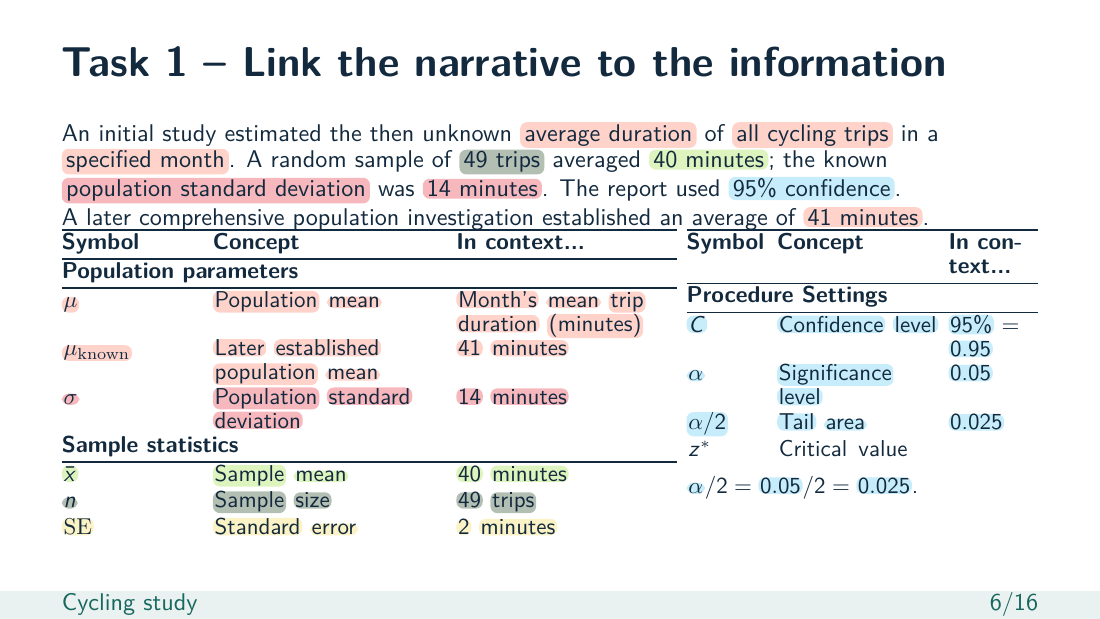 Task 1 – Link the narrative to the information
An initial study estimated the then unknown average duration of all cycling trips in a
specified month. A random sample of 49 trips averaged 40 minutes; the known
population standard deviation was 14 minutes. The report used 95% confidence.
A later comprehensive population investigation established an average of 41 minutes.
Symbol Concept In context...
Population parameters
μ Population mean Month's mean trip
duration (minutes)
μknown Later established 41 minutes
population mean
σ Population standard 14 minutes
deviation
Sample statistics
x̄ Sample mean 40 minutes
n Sample size 49 trips
SE Standard error 2 minutes
Symbol Concept In con-
text...
Procedure Settings
C Confidence level 95% =
0.95
α Significance 0.05
level
α/2 Tail area 0.025
z* Critical value
α/2 = 0.05/2 = 0.025.
Cycling study 6/16